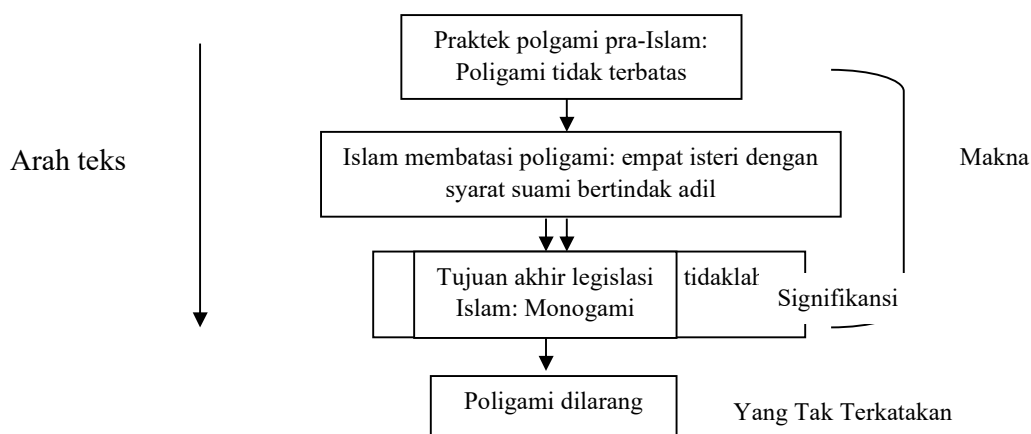 Praktek polgami pra-Islam:
Poligami tidak terbatas
Arah teks
Islam membatasi poligami: empat isteri dengan
syarat suami bertindak adil
Makna
Tujuan akhir legislasi
Islam: Monogami
tidaklah
Signifikansi
Poligami dilarang
Yang Tak Terkatakan